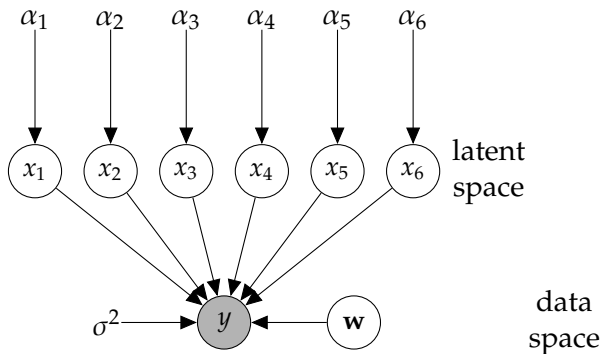 α₁ α₂ α₃ α₄ α₅ α₆
x₁ x₂ x₃ x₄ x₅ x₆
latent
space
σ² y w
data
space